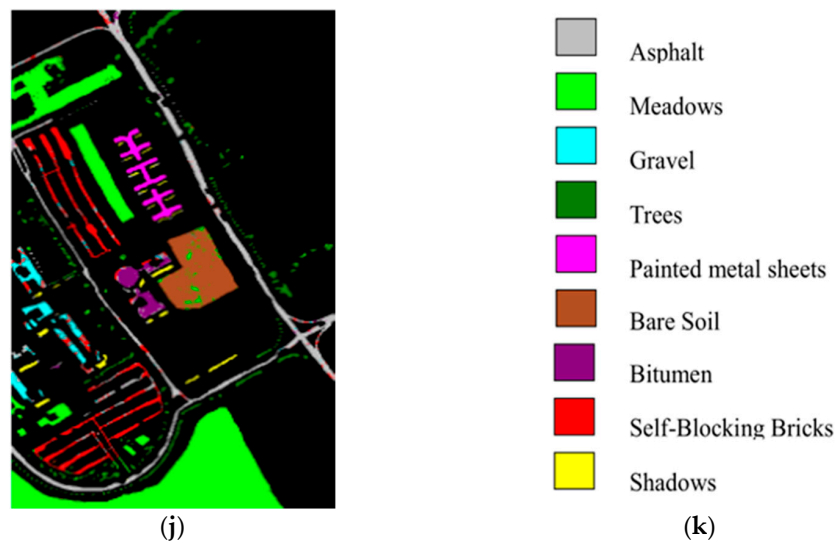 Asphalt
Meadows
Gravel
Trees
Painted metal sheets
Bare Soil
Bitumen
Self-Blocking Bricks
Shadows
(j)
(k)